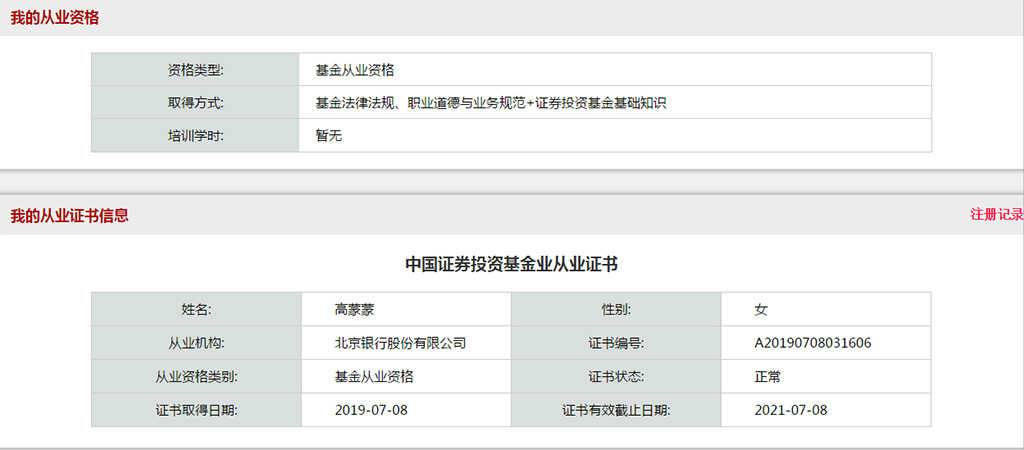 我的从业资格
资格类型: 基金从业资格
取得方式: 基金法律法规、职业道德与业务规范+证券投资基金基础知识
培训学时: 暂无
我的从业证书信息 注册记录
中国证券投资基金业从业证书
姓名: 高蒙蒙 性别: 女
从业机构: 北京银行股份有限公司 证书编号: A20190708031606
从业资格类别: 基金从业资格 证书状态: 正常
证书取得日期: 2019-07-08 证书有效截止日期: 2021-07-08